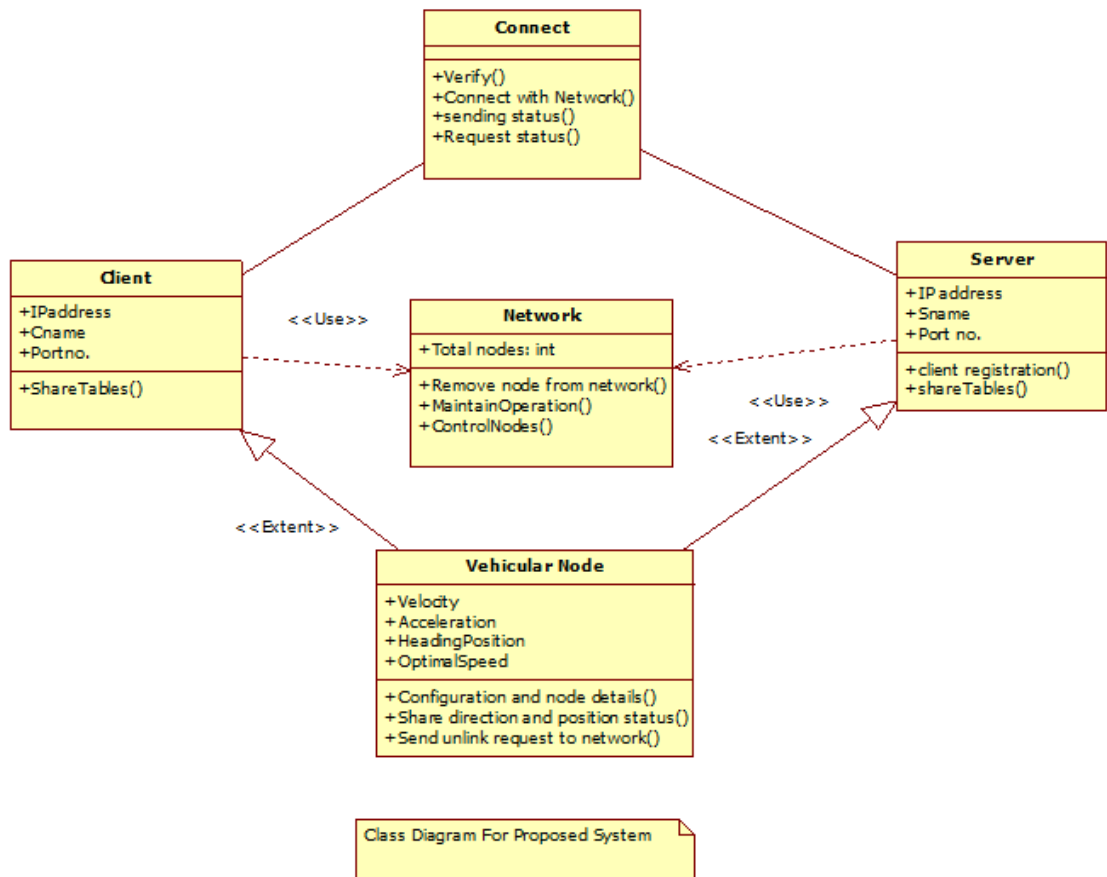 Connect
+Verify()
+Connect with Network()
+sending status()
+Request status()
Client
+IPaddress
+Cname
+Portno.
+ShareTables()
<<Use>>
Network
+Total nodes: int
+Remove node from network()
+MaintainOperation()
+ControlNodes()
Server
+IP address
+Sname
+Port no.
+client registration()
+shareTables()
<<Use>>
<<Extent>>
<<Extent>>
Vehicular Node
+Velocity
+Acceleration
+HeadingPosition
+OptimalSpeed
+Configuration and node details()
+Share direction and position status()
+Send unlink request to network()
Class Diagram For Proposed System